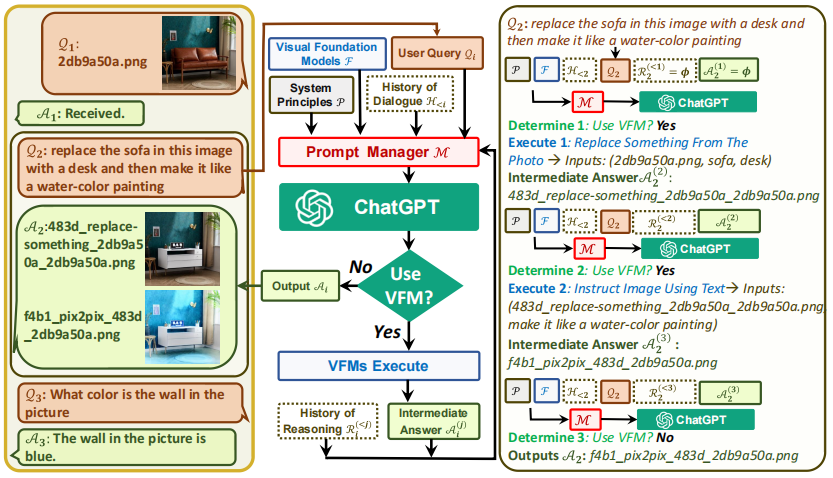 Q₁:
2db9a50a.png
A₁: Received.
Q₂: replace the sofa in this image
with a desk and then make it like
a water-color painting
A₂:483d_replace-
something_2db9a5
0a_2db9a50a.png
f4b1_pix2pix_483d
_2db9a50a.png
Q₃: What color is the wall in the
picture
A₃: The wall in the picture is
blue.
Visual Foundation
Models F
User Query Qᵢ
System
Principles P
History of
Dialogue H<ᵢ
Prompt Manager M
ChatGPT
Use
VFM?
No
Output Aᵢ
Yes
VFMs Execute
History of
Reasoning Rᵢ^(<j)
Intermediate
Answer Aᵢ^(j)
Q₂: replace the sofa in this image with a desk and
then make it like a water-color painting
P F H<₂ Q₂ R₂^(<1) = ϕ A₂^(1) = ϕ
M ChatGPT
Determine 1: Use VFM? Yes
Execute 1: Replace Something From The
Photo → Inputs: (2db9a50a.png, sofa, desk)
Intermediate Answer A₂^(2):
483d_replace-something_2db9a50a_2db9a50a.png
P F H<₂ Q₂ R₂^(<2) A₂^(2)
M ChatGPT
Determine 2: Use VFM? Yes
Execute 2: Instruct Image Using Text→ Inputs:
(483d_replace-something_2db9a50a_2db9a50a.png,
make it like a water-color painting)
Intermediate Answer A₂^(3) :
f4b1_pix2pix_483d_2db9a50a.png
P F H<₂ Q₂ R₂^(<3) A₂^(3)
M ChatGPT
Determine 3: Use VFM? No
Outputs A₂: f4b1_pix2pix_483d_2db9a50a.png